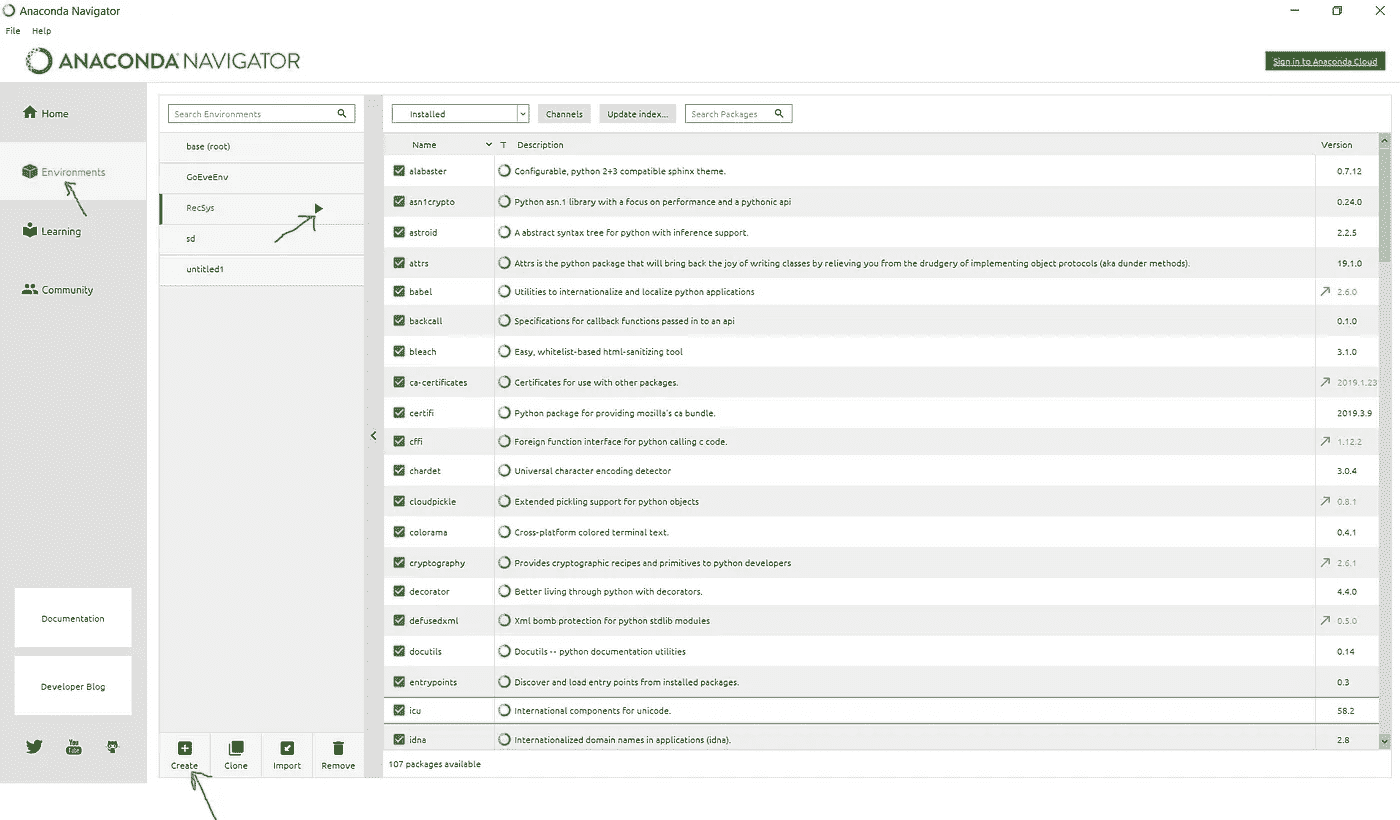 Anaconda Navigator
File Help
ANACONDA NAVIGATOR
Sign in to Anaconda Cloud
Home
Environments
Learning
Community
Documentation
Developer Blog
You Tube
Search Environments
base (root)
GoEveEnv
RecSys
sd
untitled1
Create Clone Import Remove
Installed Channels Update index... Search Packages
Name T Description Version
alabaster Configurable, python 2+3 compatible sphinx theme. 0.7.12
asn1crypto Python asn.1 library with a focus on performance and a pythonic api 0.24.0
astroid A abstract syntax tree for python with inference support. 2.2.5
attrs Attrs is the python package that will bring back the joy of writing classes by relieving you from the drudgery of implementing object protocols (aka dunder methods). 19.1.0
babel Utilities to internationalize and localize python applications 2.6.0
backcall Specifications for callback functions passed in to an api 0.1.0
bleach Easy, whitelist-based html-sanitizing tool 3.1.0
ca-certificates Certificates for use with other packages. 2019.1.23
certifi Python package for providing mozilla's ca bundle. 2019.3.9
cffi Foreign function interface for python calling c code. 1.12.2
chardet Universal character encoding detector 3.0.4
cloudpickle Extended pickling support for python objects 0.8.1
colorama Cross-platform colored terminal text. 0.4.1
cryptography Provides cryptographic recipes and primitives to python developers 2.6.1
decorator Better living through python with decorators. 4.4.0
defusedxml Xml bomb protection for python stdlib modules 0.5.0
docutils Docutils -- python documentation utilities 0.14
entrypoints Discover and load entry points from installed packages. 0.3
icu International components for unicode. 58.2
idna Internationalized domain names in applications (idna). 2.8
107 packages available